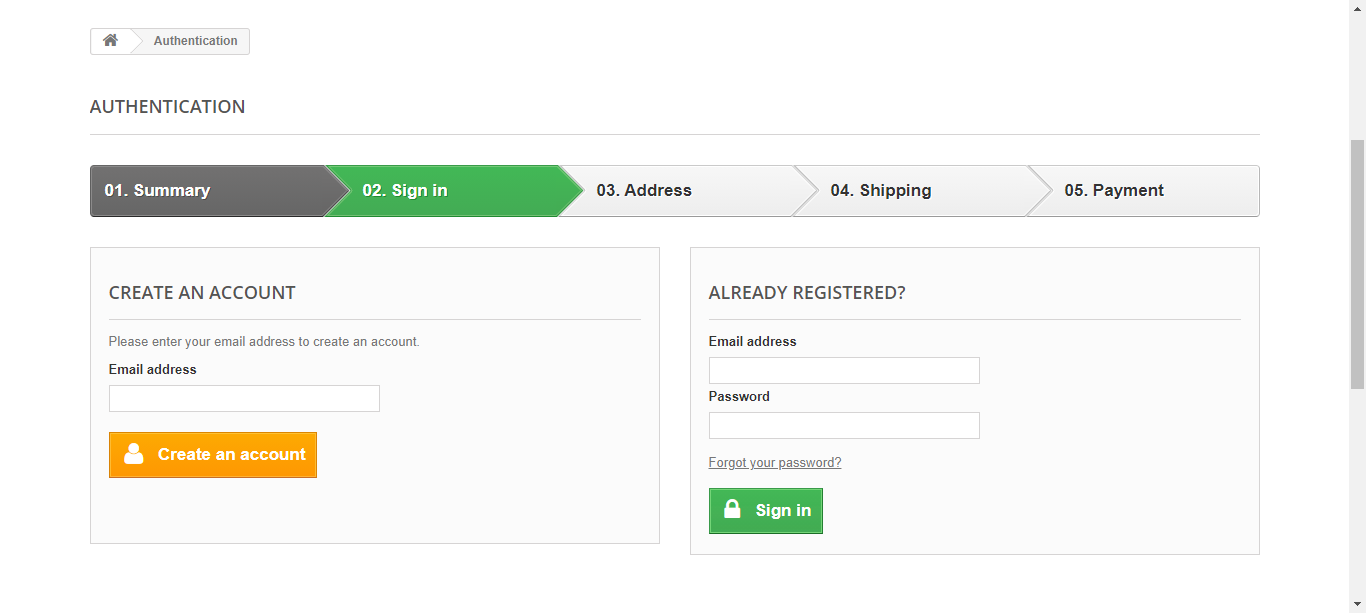 Authentication
AUTHENTICATION
01. Summary 02. Sign in 03. Address 04. Shipping 05. Payment
CREATE AN ACCOUNT
Please enter your email address to create an account.
Email address
Create an account
ALREADY REGISTERED?
Email address
Password
Forgot your password?
Sign in